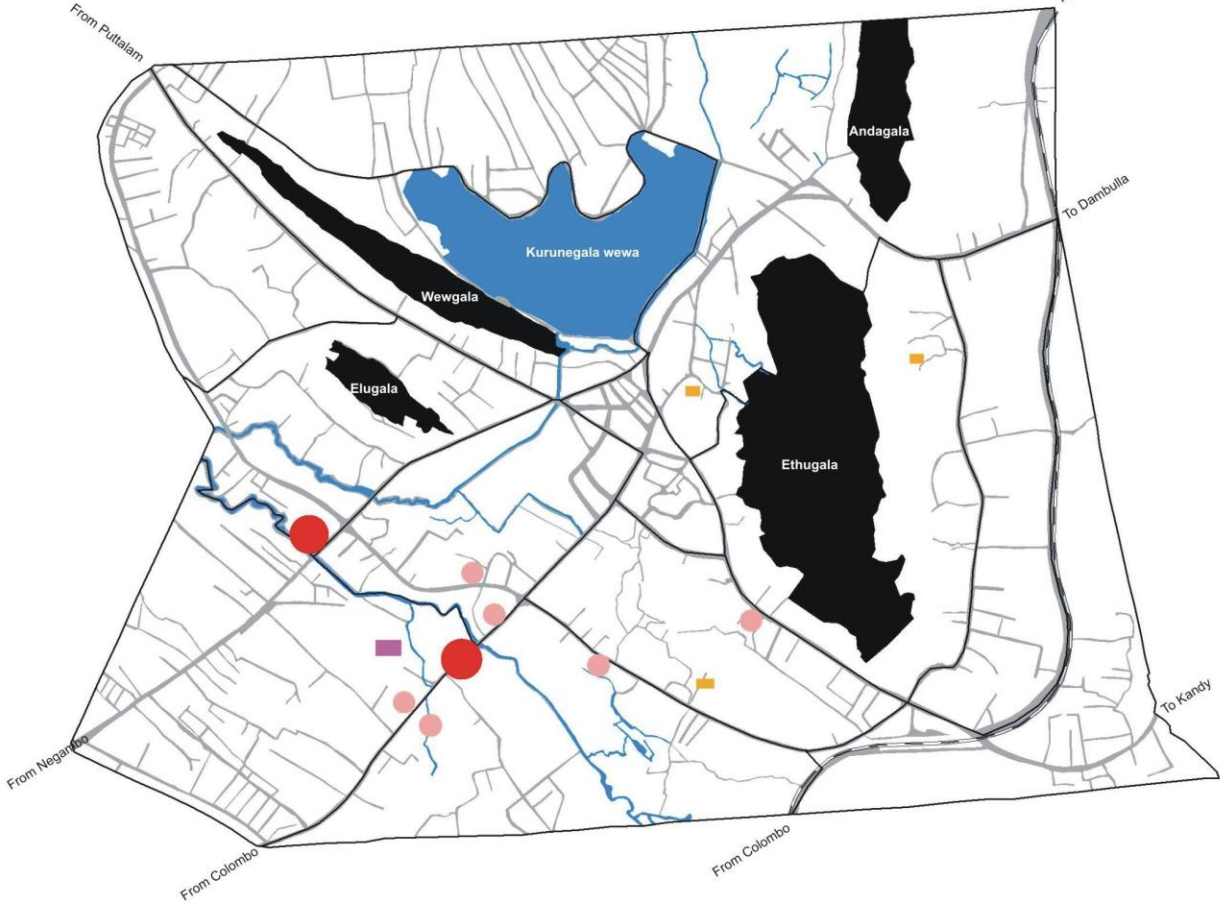 From Puttalam
Andagala
To Dambulla
Kurunegala wewa
Wewgala
Elugala
Ethugala
To Kandy
From Negambo
From Colombo
From Colombo